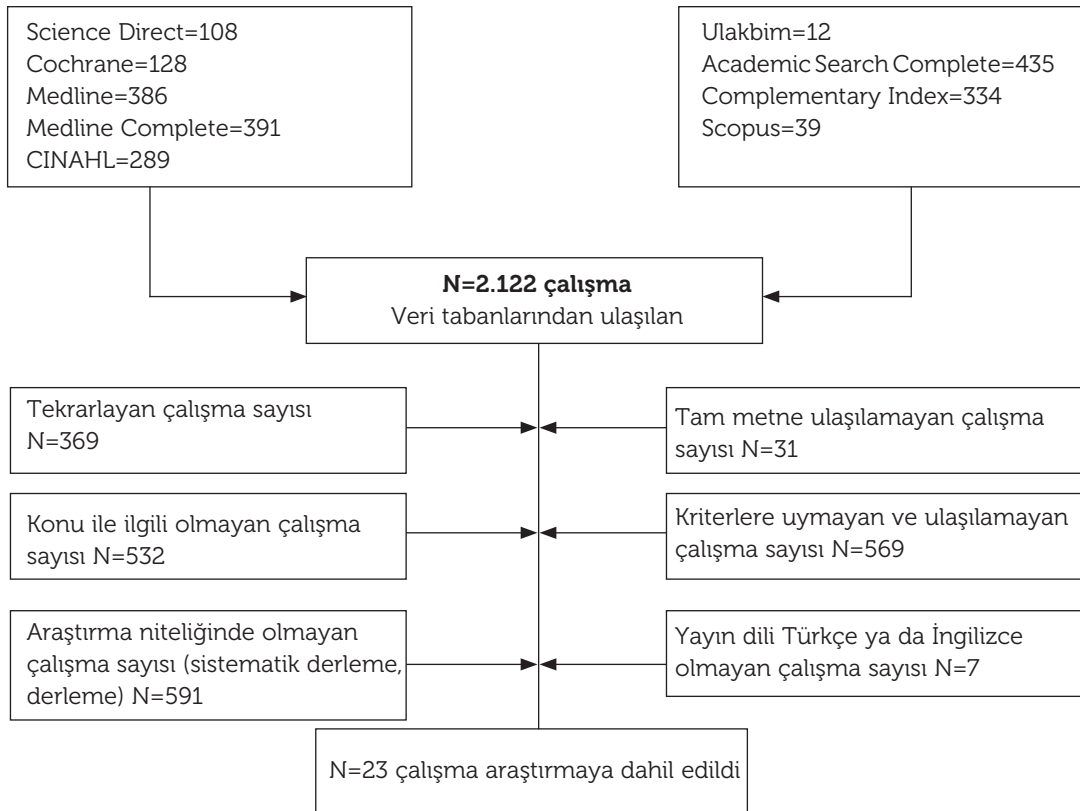 Science Direct=108
Cochrane=128
Medline=386
Medline Complete=391
CINAHL=289
Ulakbim=12
Academic Search Complete=435
Complementary Index=334
Scopus=39
N=2.122 çalışma
Veri tabanlarından ulaşılan
Tekrarlayan çalışma sayısı
N=369
Tam metne ulaşılamayan çalışma
sayısı N=31
Konu ile ilgili olmayan çalışma
sayısı N=532
Kriterlere uymayan ve ulaşılamayan
çalışma sayısı N=569
Araştırma niteliğinde olmayan
çalışma sayısı (sistematik derleme,
derleme) N=591
Yayın dili Türkçe ya da İngilizce
olmayan çalışma sayısı N=7
N=23 çalışma araştırmaya dahil edildi